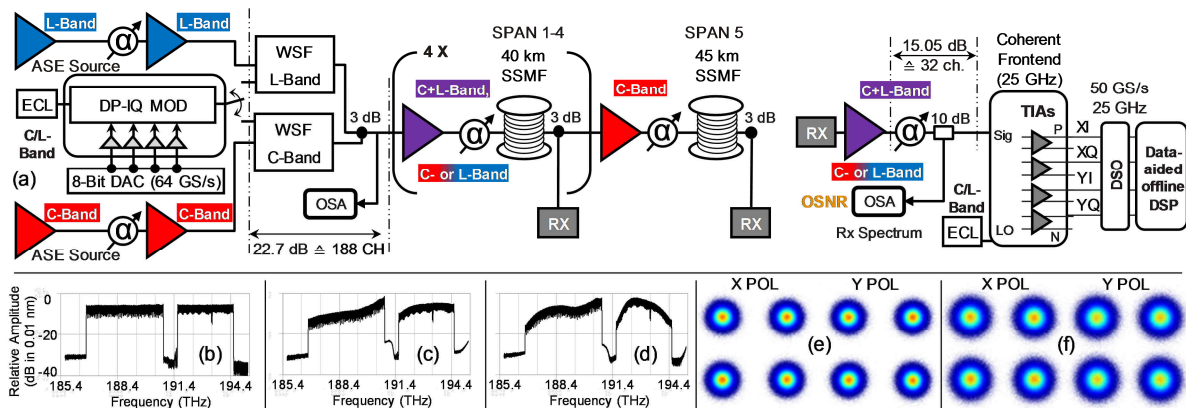 L-Band
L-Band
α
ASE Source
ECL
DP-IQ MOD
C/L-
Band
(a)
8-Bit DAC (64 GS/s)
C-Band
C-Band
α
ASE Source
WSF
L-Band
WSF
C-Band
3 dB
OSA
22.7 dB ≙ 188 CH
4 X
SPAN 1-4
40 km
SSMF
C+L-Band,
α
C- or L-Band
3 dB
RX
SPAN 5
45 km
SSMF
C-Band
α
3 dB
RX
15.05 dB
≙ 32 ch.
C+L-Band
RX
α
10 dB
C- or L-Band
OSNR
OSA
Rx Spectrum
Coherent
Frontend
(25 GHz)
TIAs
Sig
P
C/L-
Band
ECL
LO
N
50 GS/s
25 GHz
XI
XQ
YI
YQ
DSO
Data-
aided
offline
DSP
Relative Amplitude
(dB in 0.01 nm)
0
-20
-40
185.4
188.4
191.4
194.4
Frequency (THz)
(b)
185.4
188.4
191.4
194.4
Frequency (THz)
(c)
185.4
188.4
191.4
194.4
Frequency (THz)
(d)
X POL
Y POL
(e)
X POL
Y POL
(f)